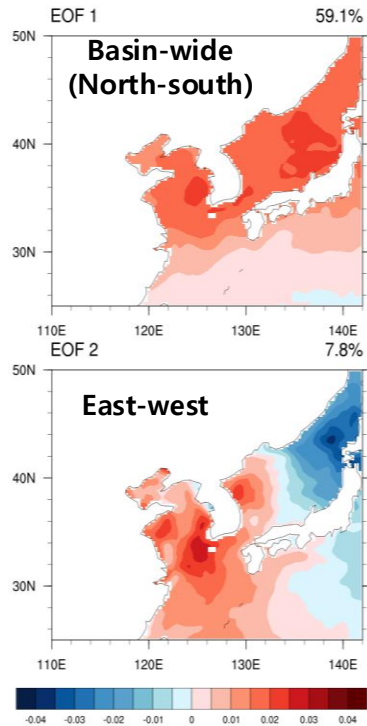 EOF 1 59.1%
Basin-wide
(North-south)
50N
40N
30N
110E 120E 130E 140E
EOF 2 7.8%
East-west
50N
40N
30N
110E 120E 130E 140E
-0.04 -0.03 -0.02 -0.01 0 0.01 0.02 0.03 0.04